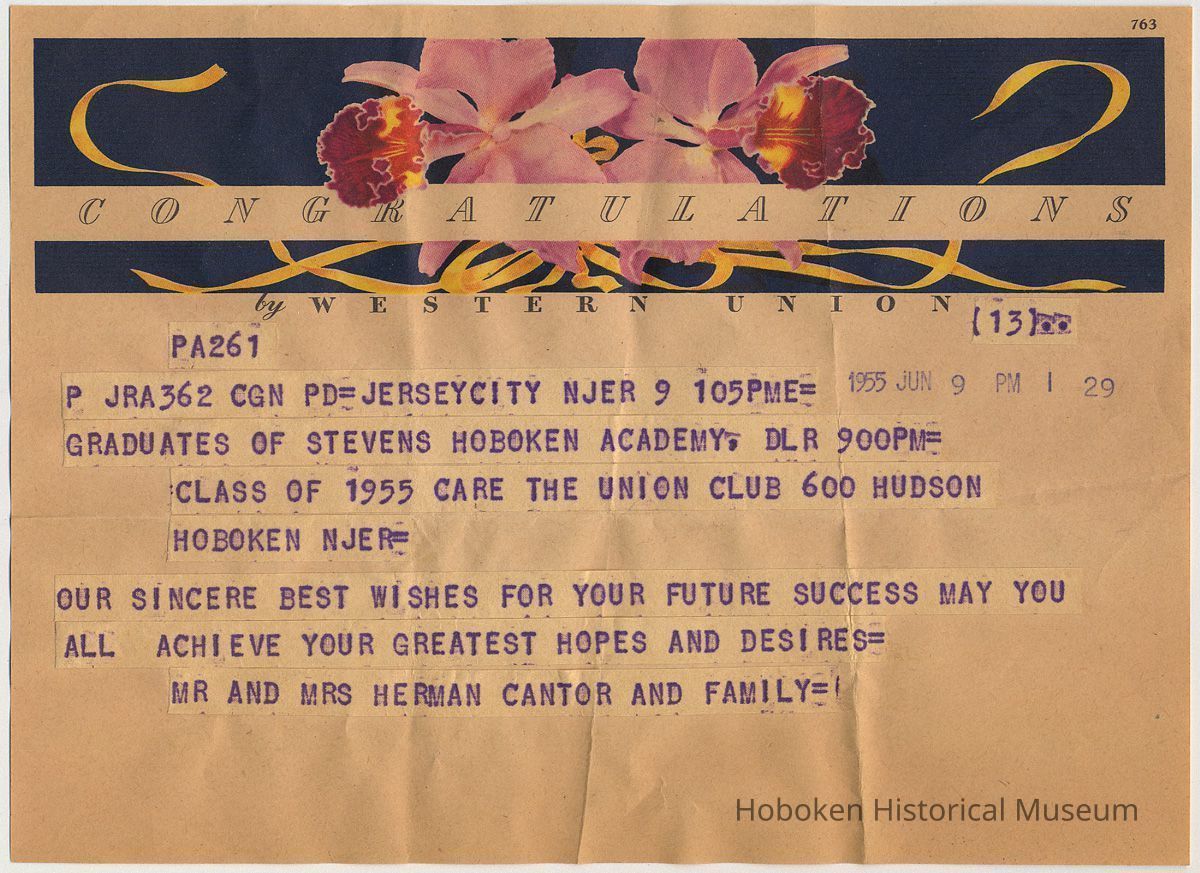 763
CONGRATULATIONS
by WESTERN UNION
(13)
PA261
P JRA362 CGN PD=JERSEYCITY NJER 9 105PME= 1955 JUN 9 PM 1 29
GRADUATES OF STEVENS HOBOKEN ACADEMY, DLR 900PM=
CLASS OF 1955 CARE THE UNION CLUB 600 HUDSON
HOBOKEN NJER=
OUR SINCERE BEST WISHES FOR YOUR FUTURE SUCCESS MAY YOU
ALL ACHIEVE YOUR GREATEST HOPES AND DESIRES=
MR AND MRS HERMAN CANTOR AND FAMILY=
Hoboken Historical Museum